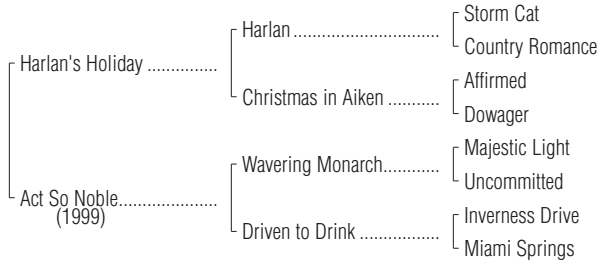 Storm Cat
Harlan ...................................
Country Romance
Harlan's Holiday ................
Affirmed
Christmas in Aiken ............
Dowager
Majestic Light
Wavering Monarch.............
Uncommitted
Act So Noble.......................
(1999)
Inverness Drive
Driven to Drink ...................
Miami Springs